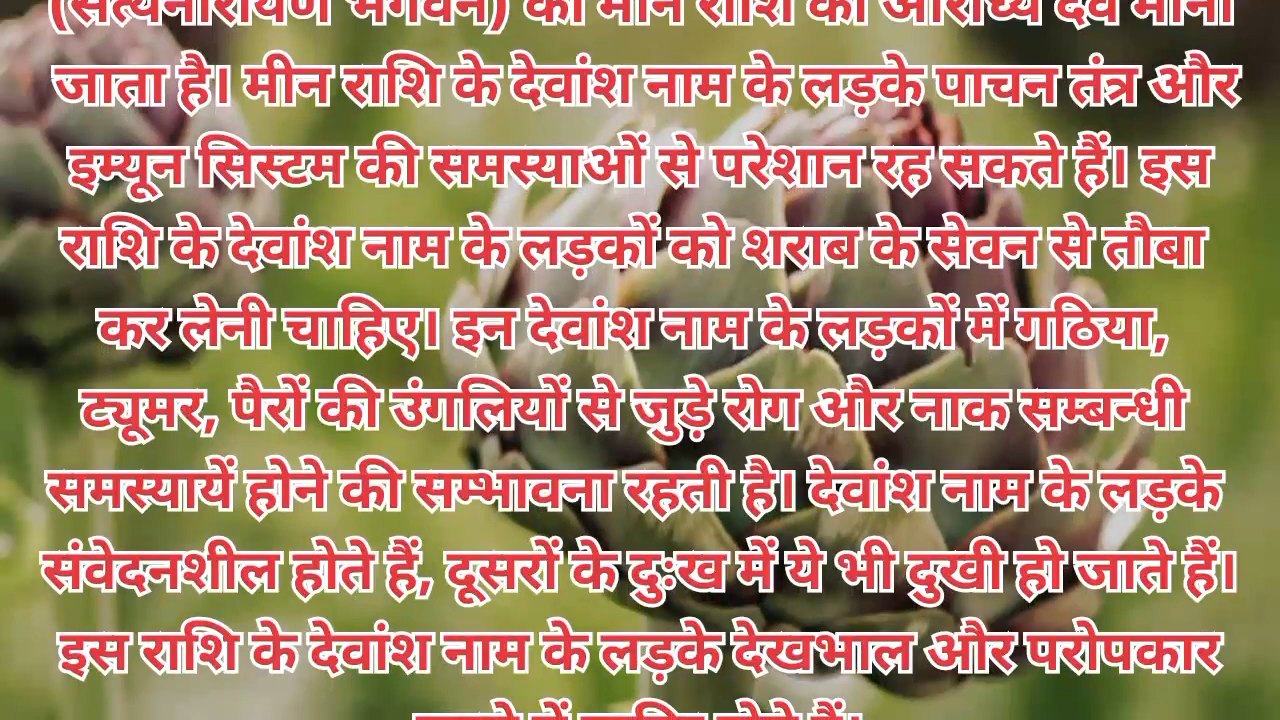 (सत्यनारायण भगवन) को मीन राशि का आराध्य देव माना
जाता है। मीन राशि के देवांश नाम के लड़के पाचन तंत्र और
इम्यून सिस्टम की समस्याओं से परेशान रह सकते हैं। इस
राशि के देवांश नाम के लड़कों को शराब के सेवन से तौबा
कर लेनी चाहिए। इन देवांश नाम के लड़कों में गठिया,
ट्यूमर, पैरों की उंगलियों से जुड़े रोग और नाक सम्बन्धी
समस्यायें होने की सम्भावना रहती है। देवांश नाम के लड़के
संवेदनशील होते हैं, दूसरों के दुःख में ये भी दुखी हो जाते हैं।
इस राशि के देवांश नाम के लड़के देखभाल और परोपकार